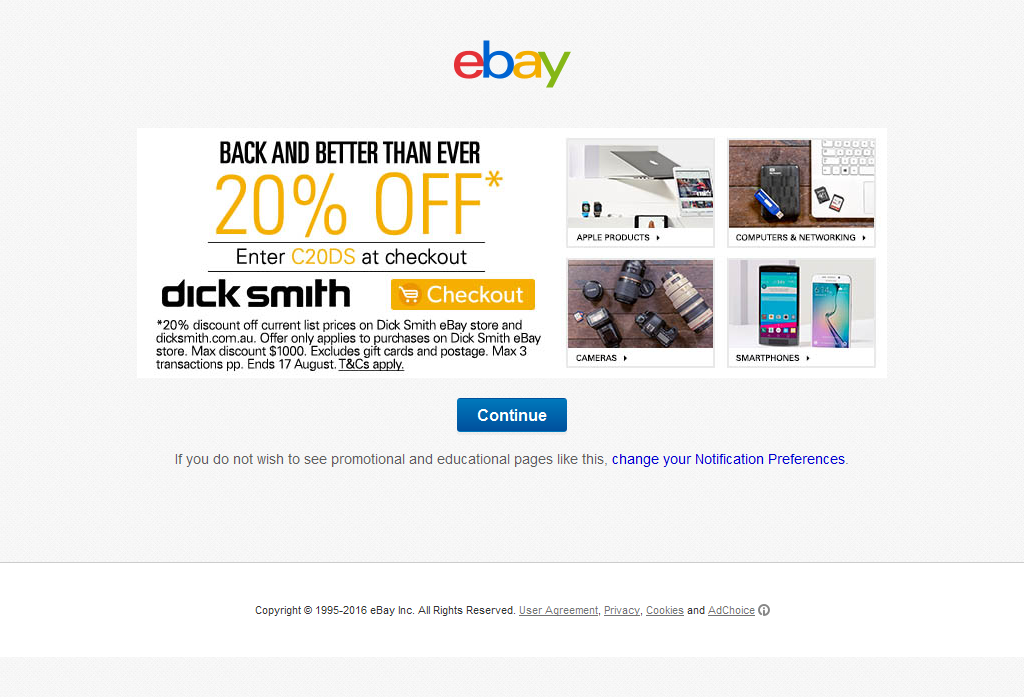 ebay
BACK AND BETTER THAN EVER
20% OFF*
Enter C20DS at checkout
dick smith
Checkout
*20% discount off current list prices on Dick Smith eBay store and
dicksmith.com.au. Offer only applies to purchases on Dick Smith eBay
store. Max discount $1000. Excludes gift cards and postage. Max 3
transactions pp. Ends 17 August. T&Cs apply.
APPLE PRODUCTS
COMPUTERS & NETWORKING
CAMERAS
SMARTPHONES
Continue
If you do not wish to see promotional and educational pages like this, change your Notification Preferences.
Copyright © 1995-2016 eBay Inc. All Rights Reserved. User Agreement, Privacy, Cookies and AdChoice